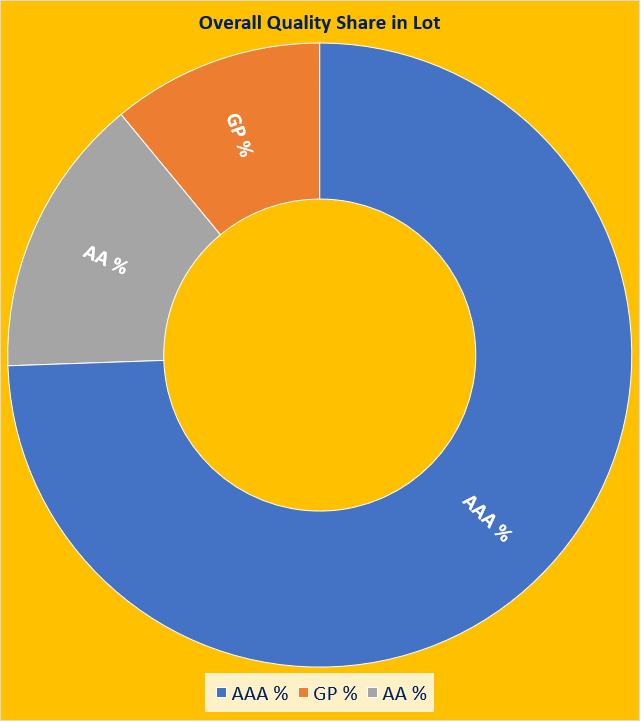 Overall Quality Share in Lot
GP %
AA %
AAA %
AAA % GP % AA %